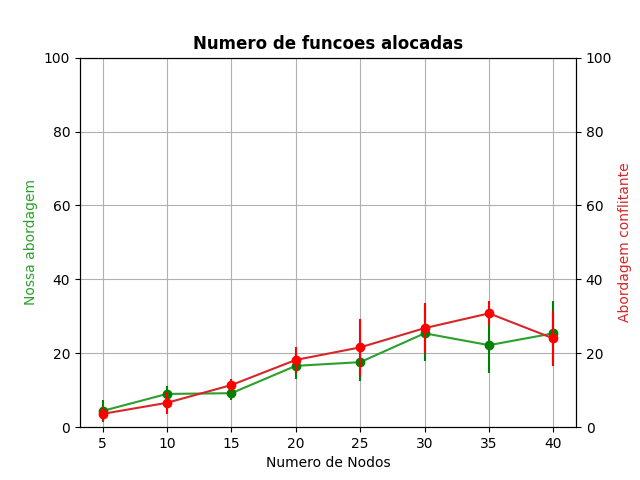 Numero de funcoes alocadas
100
80
60
40
20
0
Nossa abordagem
100
80
60
40
20
0
Abordagem conflitante
5 10 15 20 25 30 35 40
Numero de Nodos